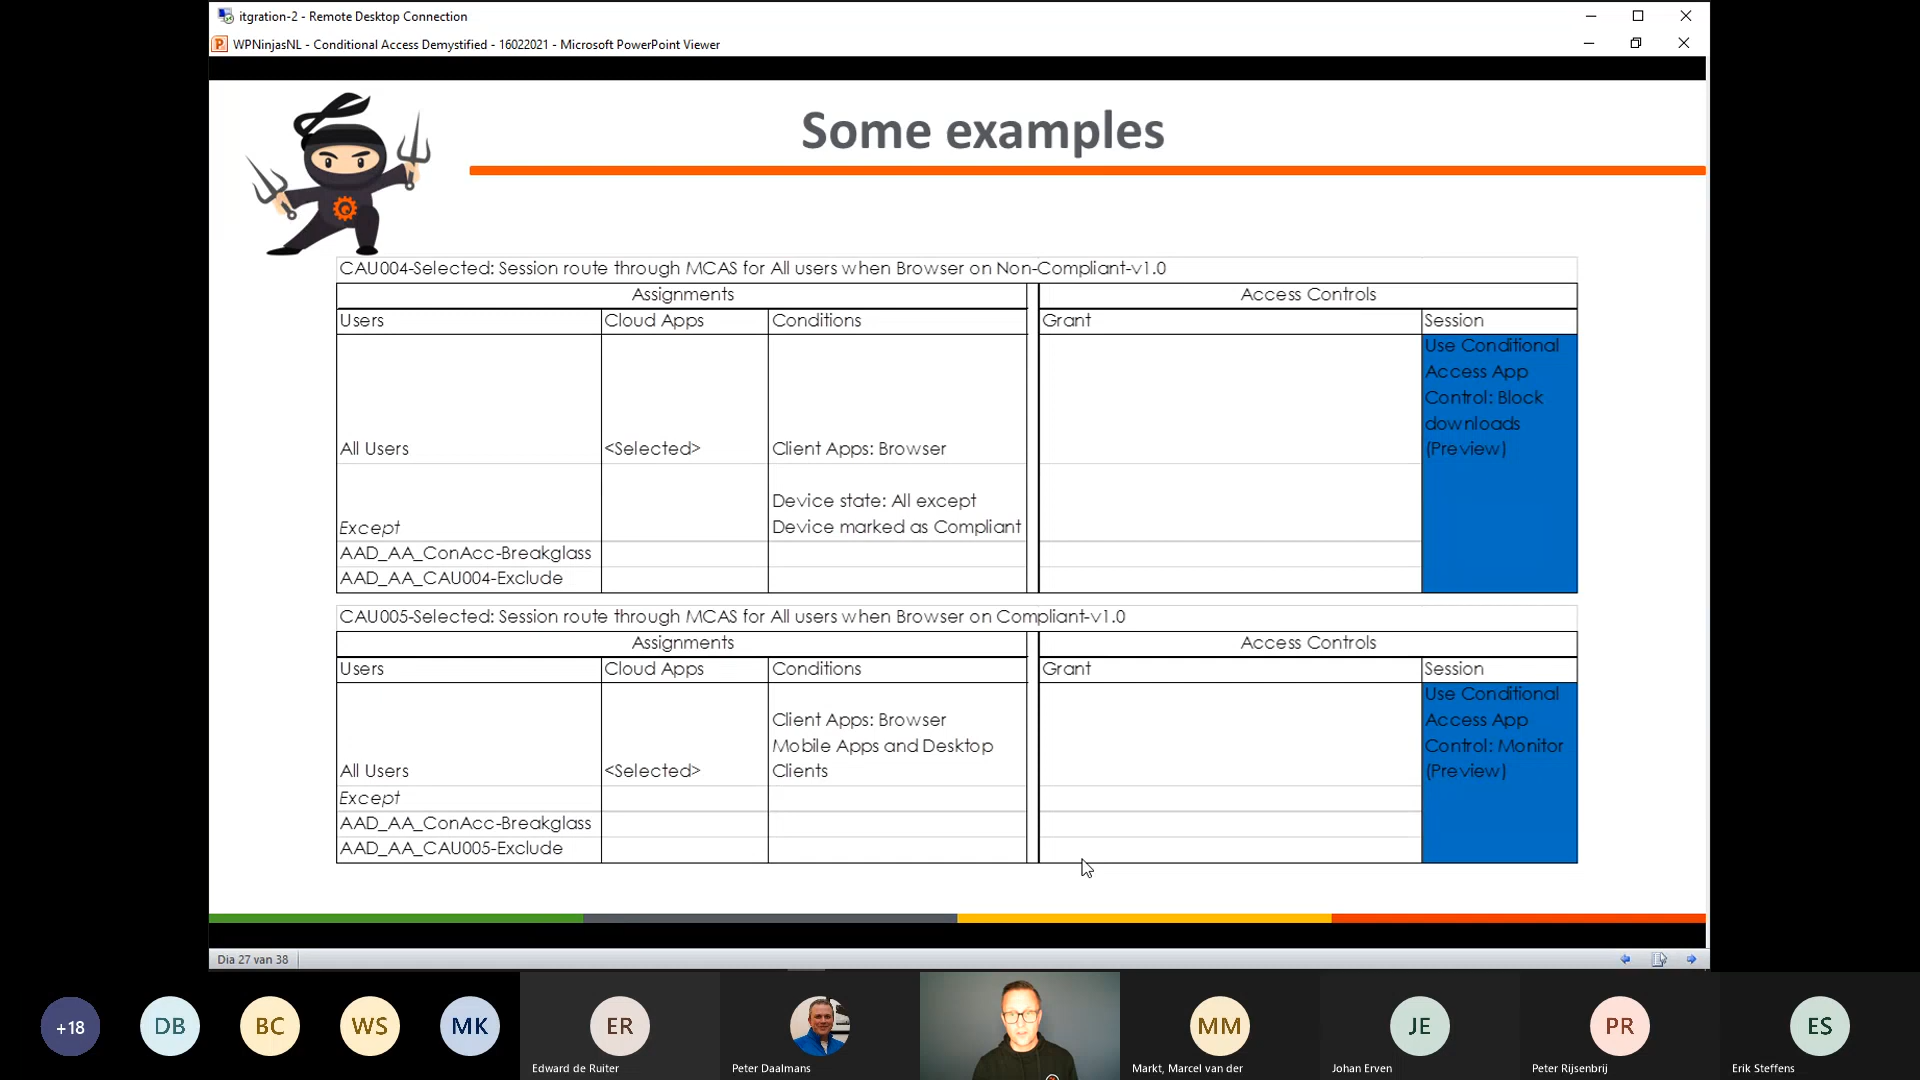 itgration-2 - Remote Desktop Connection
WPNinjasNL - Conditional Access Demystified - 16022021 - Microsoft PowerPoint Viewer
Some examples
CAU004-Selected: Session route through MCAS for All users when Browser on Non-Compliant-v1.0
Assignments
Access Controls
Users
Cloud Apps
Conditions
Grant
Session
All Users
<Selected>
Client Apps: Browser
Use Conditional
Access App
Control: Block
downloads
(Preview)
Except
Device state: All except
Device marked as Compliant
AAD_AA_ConAcc-Breakglass
AAD_AA_CAU004-Exclude
CAU005-Selected: Session route through MCAS for All users when Browser on Compliant-v1.0
Assignments
Access Controls
Users
Cloud Apps
Conditions
Grant
Session
All Users
<Selected>
Client Apps: Browser
Mobile Apps and Desktop
Clients
Use Conditional
Access App
Control: Monitor
(Preview)
Except
AAD_AA_ConAcc-Breakglass
AAD_AA_CAU005-Exclude
Dia 27 van 38
+18
DB
BC
WS
MK
ER
Edward de Ruiter
Peter Daalmans
MM
Markt, Marcel van der
JE
Johan Erven
PR
Peter Rijsenbrij
ES
Erik Steffens